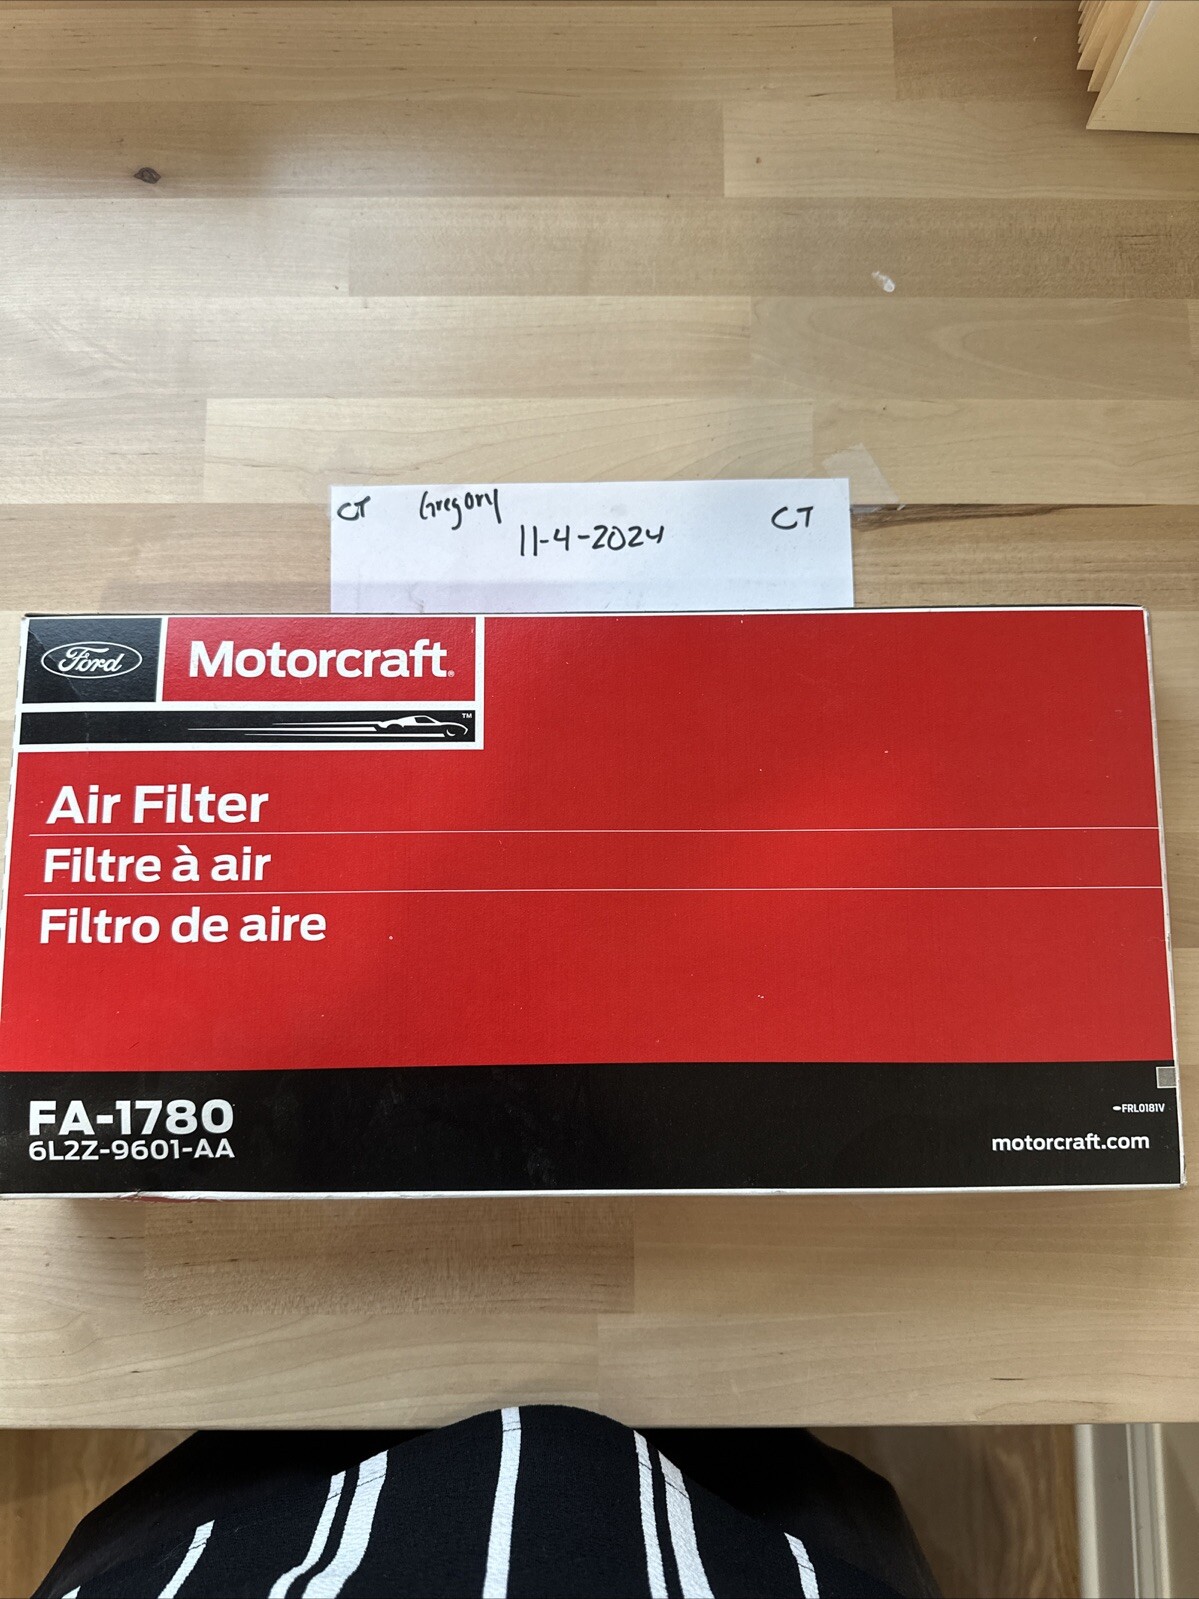 CT Gregory CT
11-4-2024
Ford Motorcraft®
TM
Air Filter
Filtre à air
Filtro de aire
FA-1780
6L2Z-9601-AA
FRL0181V
motorcraft.com